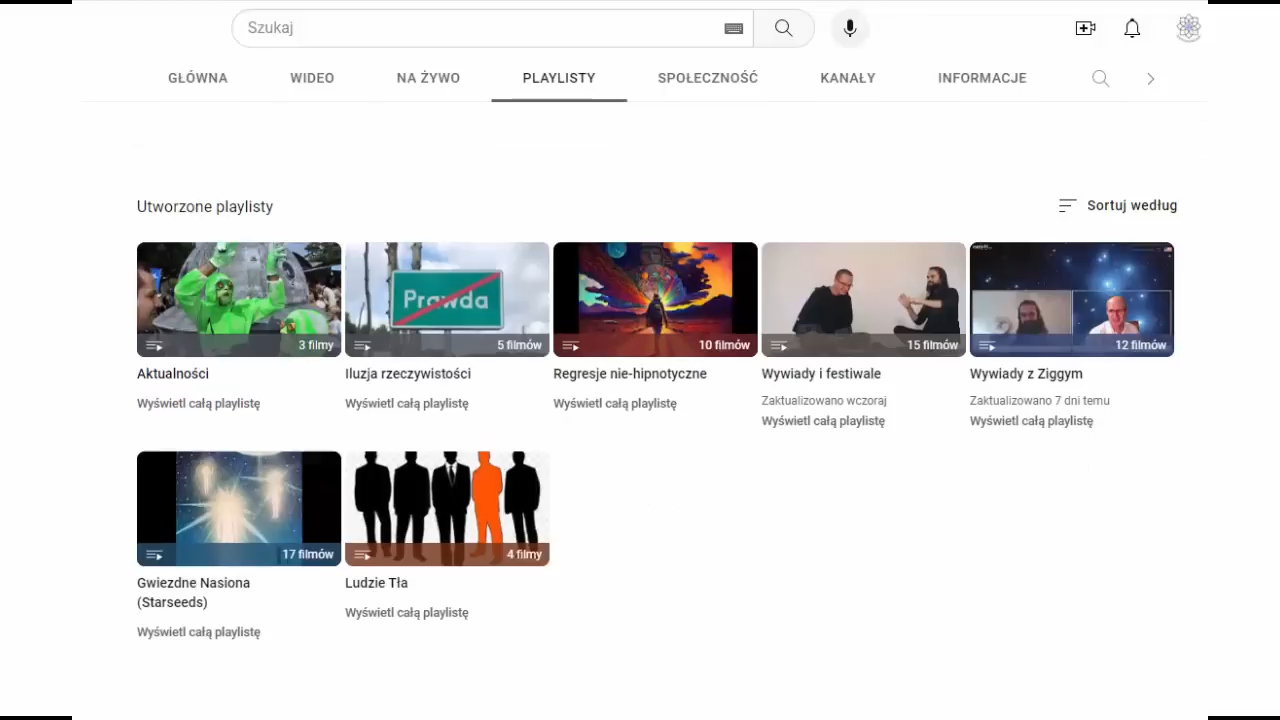 Szukaj
GŁÓWNA WIDEO NA ŻYWO PLAYLISTY SPOŁECZNOŚĆ KANAŁY INFORMACJE
Utworzone playlisty Sortuj według
Prawda
3 filmy 5 filmów 10 filmów 15 filmów 12 filmów
Aktualności Iluzja rzeczywistości Regresje nie-hipnotyczne Wywiady i festiwale Wywiady z Ziggym
Zaktualizowano wczoraj Zaktualizowano 7 dni temu
Wyświetl całą playlistę Wyświetl całą playlistę Wyświetl całą playlistę Wyświetl całą playlistę Wyświetl całą playlistę
17 filmów 4 filmy
Gwiezdne Nasiona Ludzie Tła
(Starseeds)
Wyświetl całą playlistę
Wyświetl całą playlistę